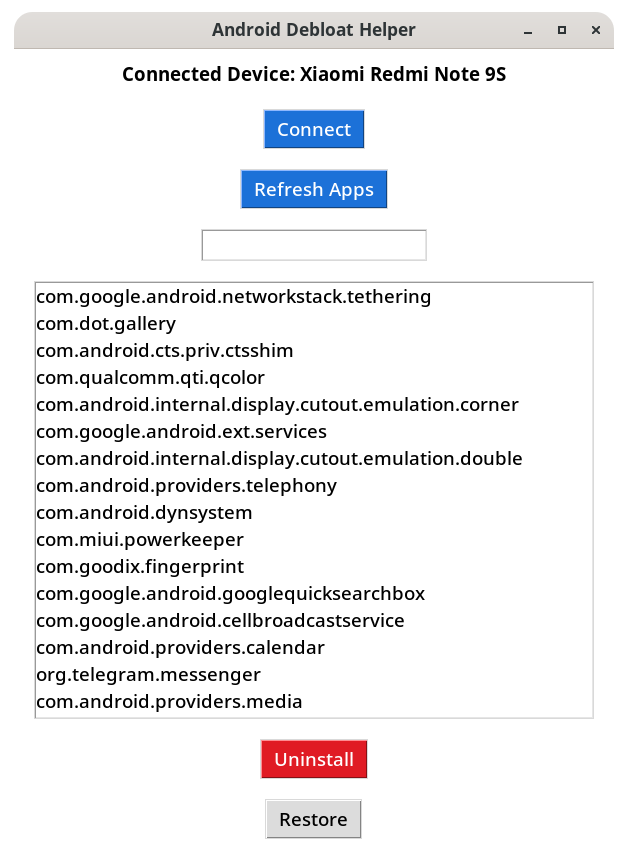 Android Debloat Helper
Connected Device: Xiaomi Redmi Note 9S
Connect
Refresh Apps
com.google.android.networkstack.tethering
com.dot.gallery
com.android.cts.priv.ctsshim
com.qualcomm.qti.qcolor
com.android.internal.display.cutout.emulation.corner
com.google.android.ext.services
com.android.internal.display.cutout.emulation.double
com.android.providers.telephony
com.android.dynsystem
com.miui.powerkeeper
com.goodix.fingerprint
com.google.android.googlequicksearchbox
com.google.android.cellbroadcastservice
com.android.providers.calendar
org.telegram.messenger
com.android.providers.media
Uninstall
Restore